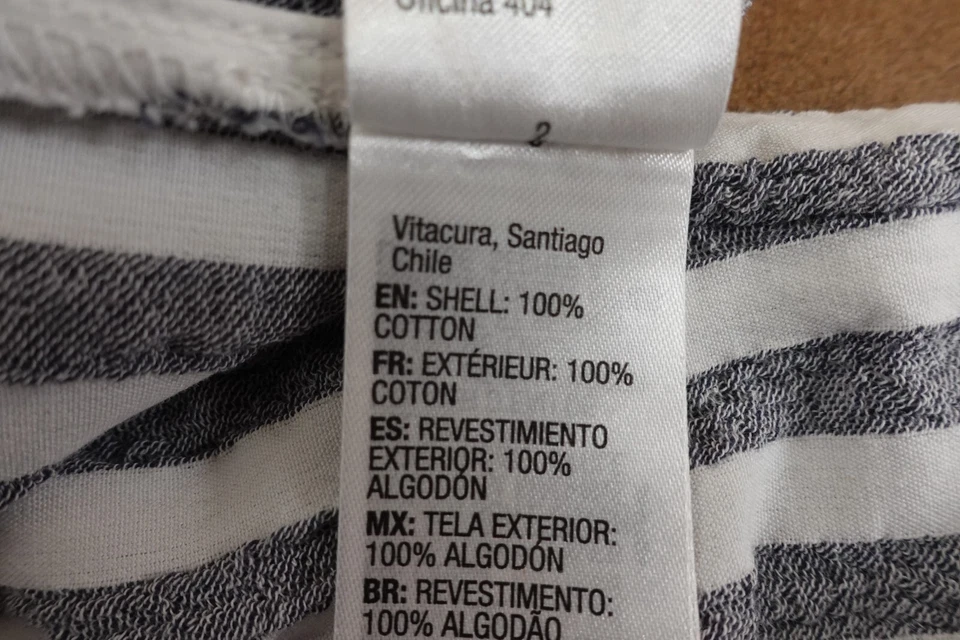 Oficina 404
2
Vitacura, Santiago
Chile
EN: SHELL: 100%
COTTON
FR: EXTÉRIEUR: 100%
COTON
ES: REVESTIMIENTO
EXTERIOR: 100%
ALGODÓN
MX: TELA EXTERIOR:
100% ALGODÓN
BR: REVESTIMENTO:
100% ALGODÃO